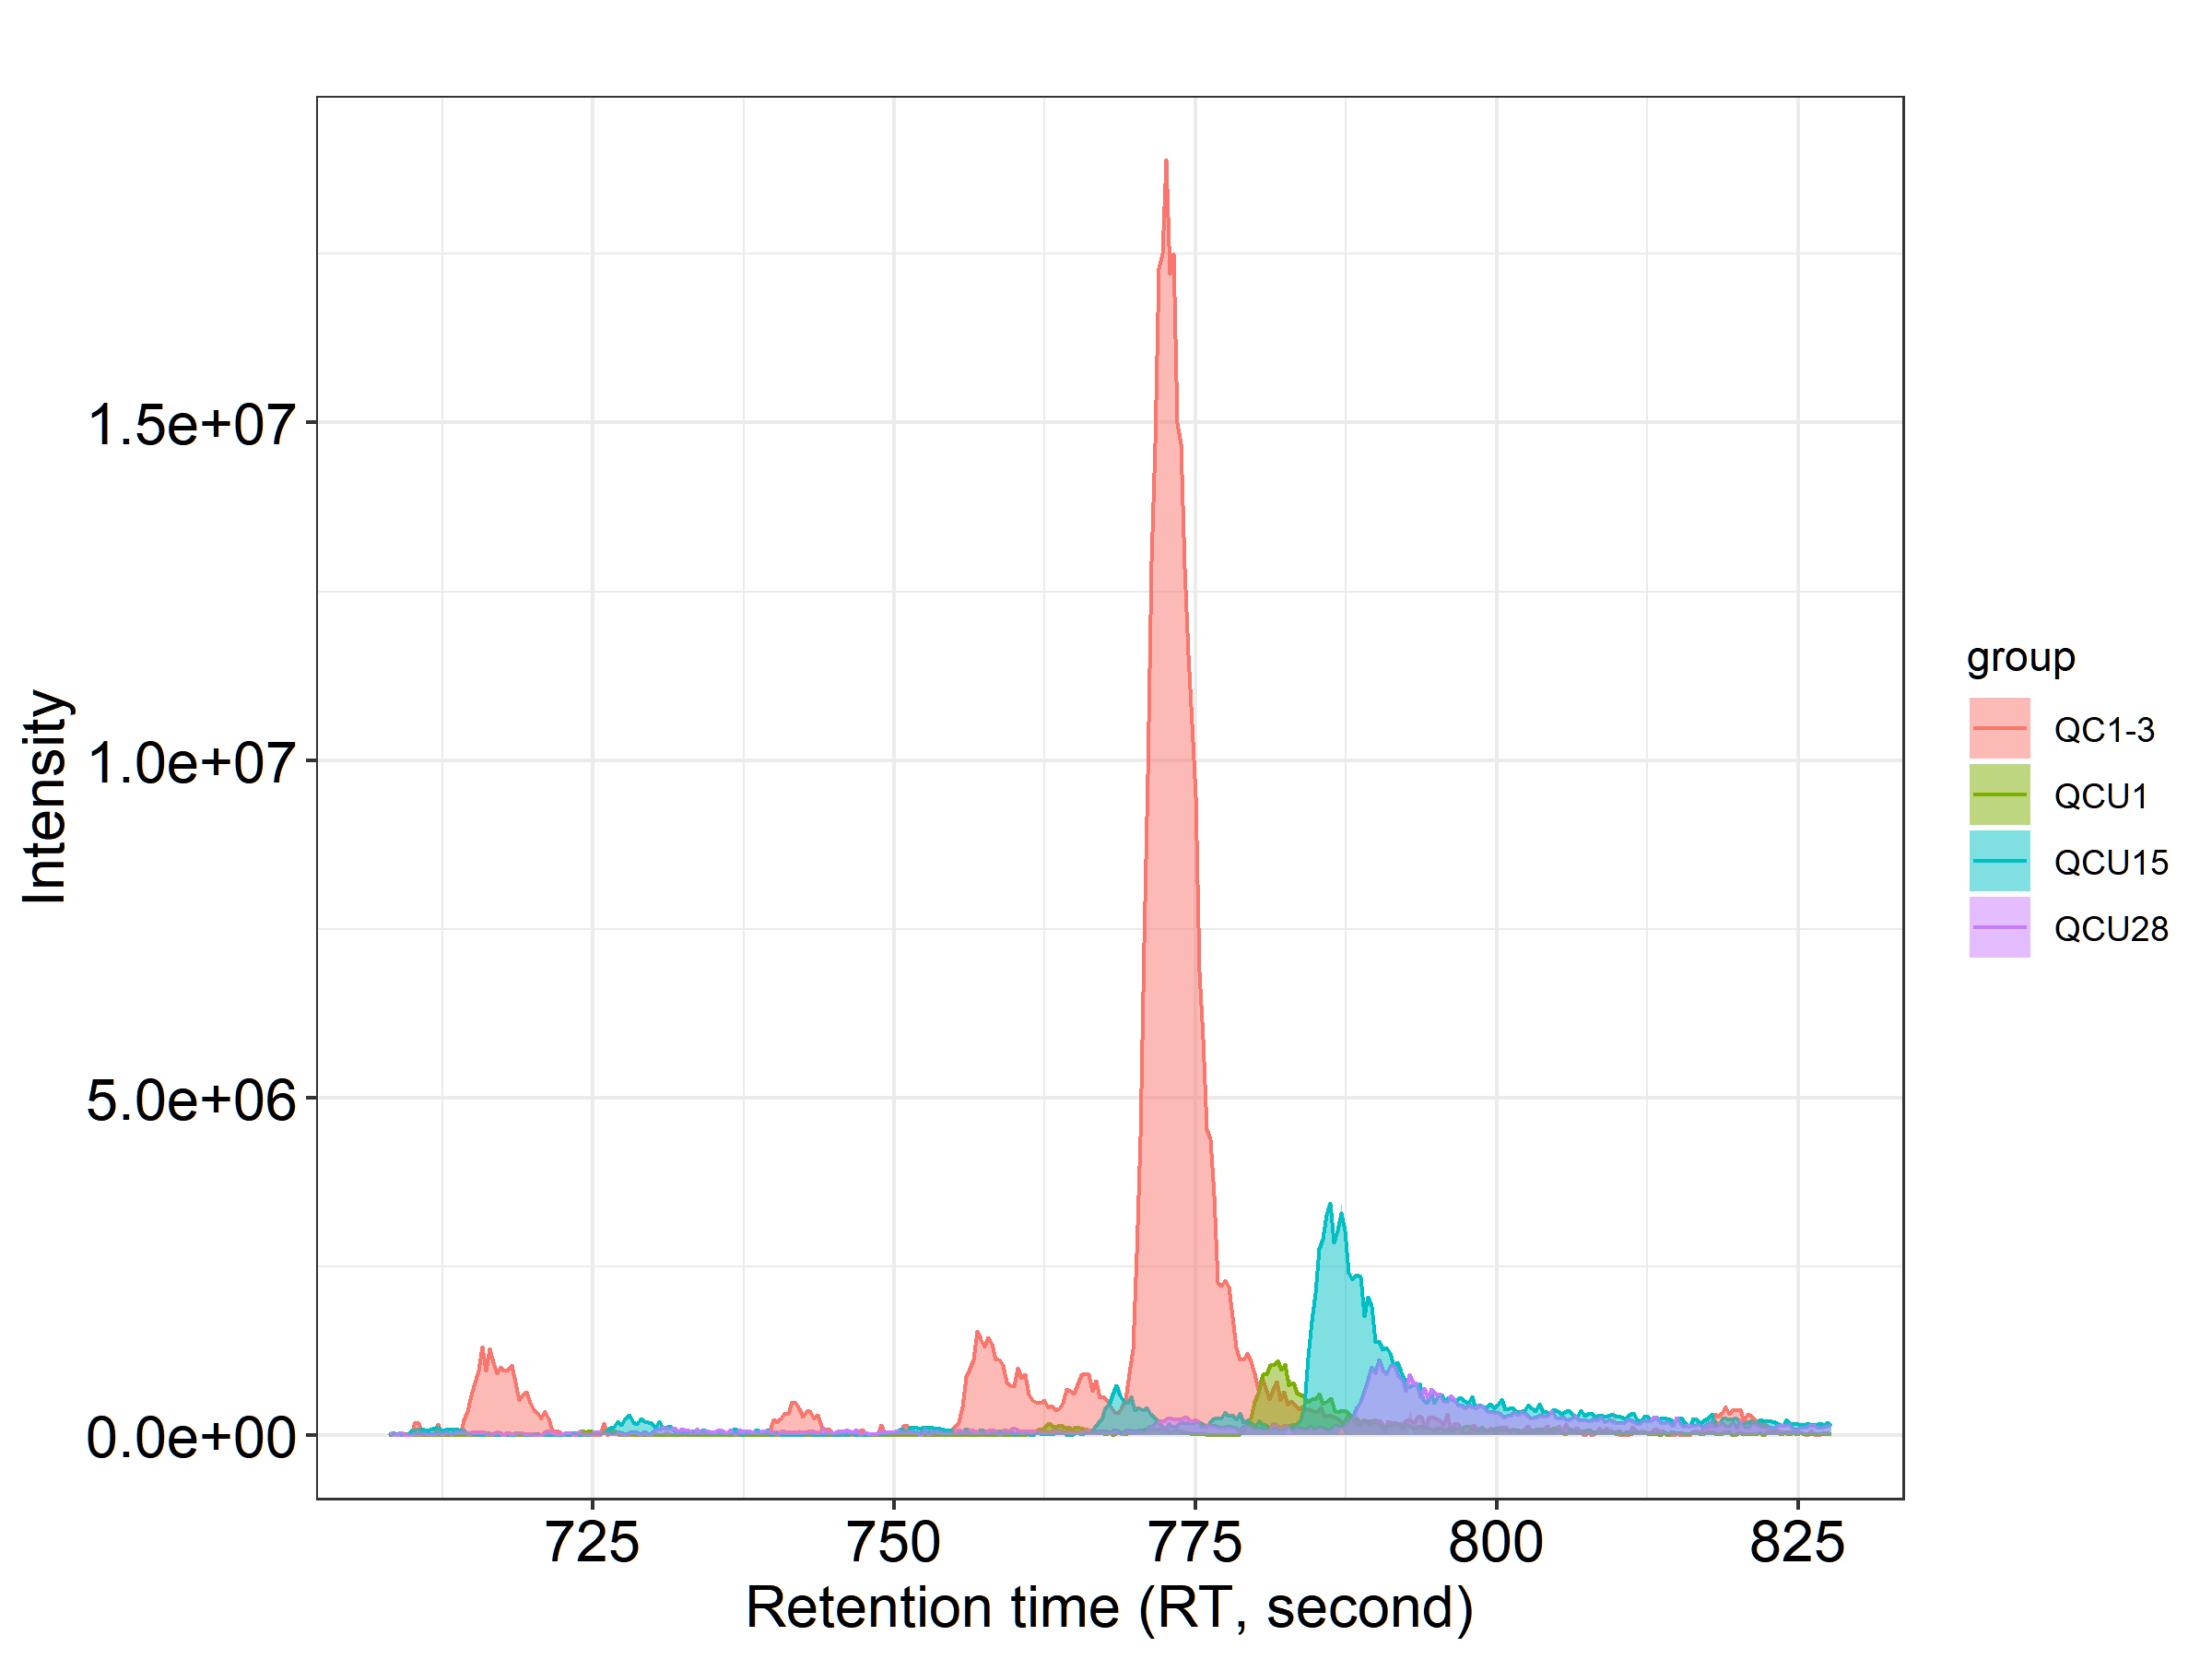 Intensity
1.5e+07
1.0e+07
5.0e+06
0.0e+00
725 750 775 800 825
Retention time (RT, second)
group
QC1-3
QCU1
QCU15
QCU28